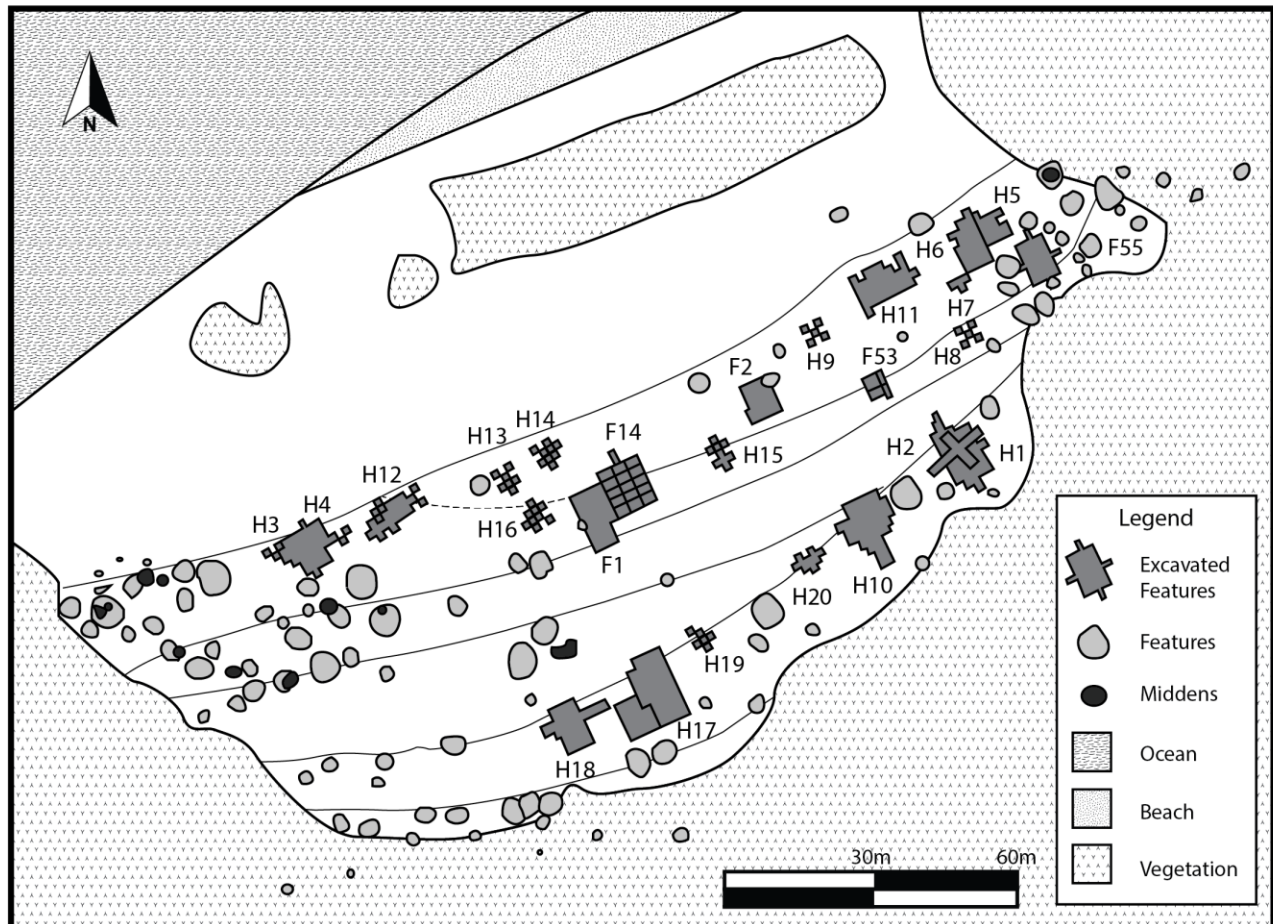 N
H5
H6
F55
H11
H7
H9
H8
F2
F53
H14
H13
F14
H2
H1
H15
H12
H4
H3
H16
F1
H10
H20
H19
H17
H18
Legend
Excavated
Features
Features
Middens
Ocean
Beach
Vegetation
30m 60m